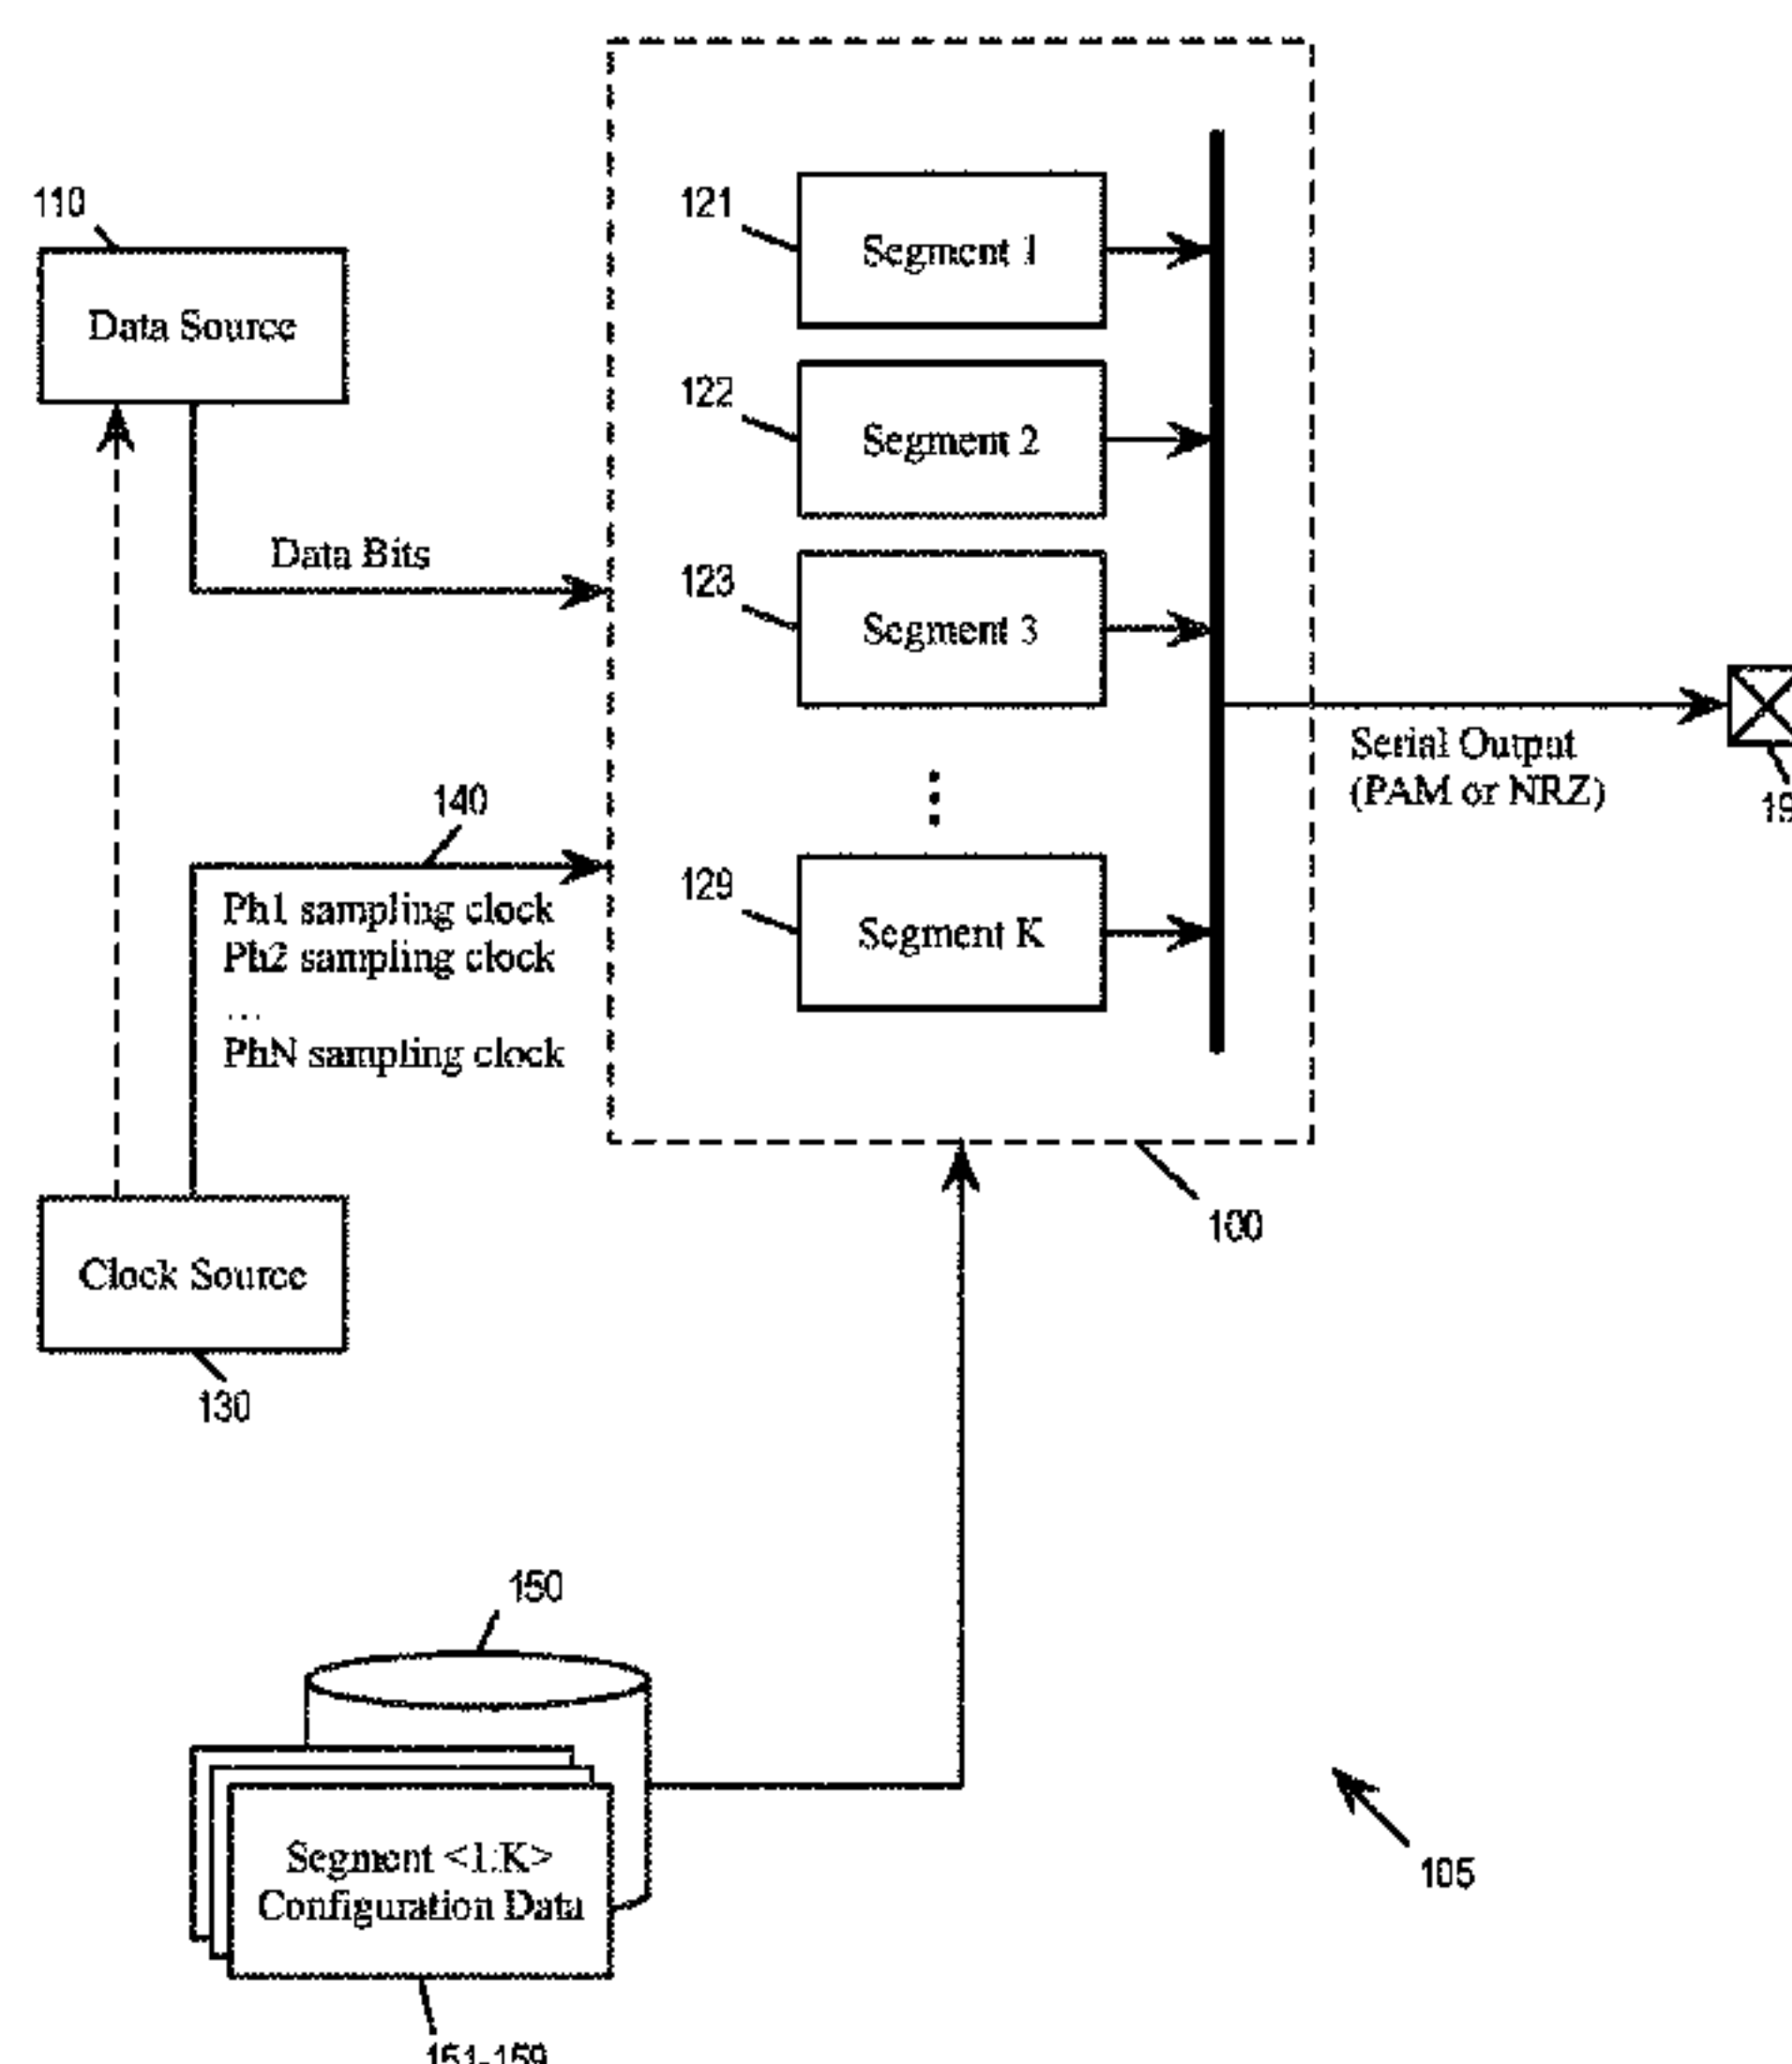 110
Data Source
121
Segment 1
122
Segment 2
Data Bits
123
Segment 3
Serial Output
(PAM or NRZ)
140
Ph1 sampling clock
Ph2 sampling clock
...
PhN sampling clock
129
Segment K
100
Clock Source
130
150
Segment <1:K>
Configuration Data
105
151-159